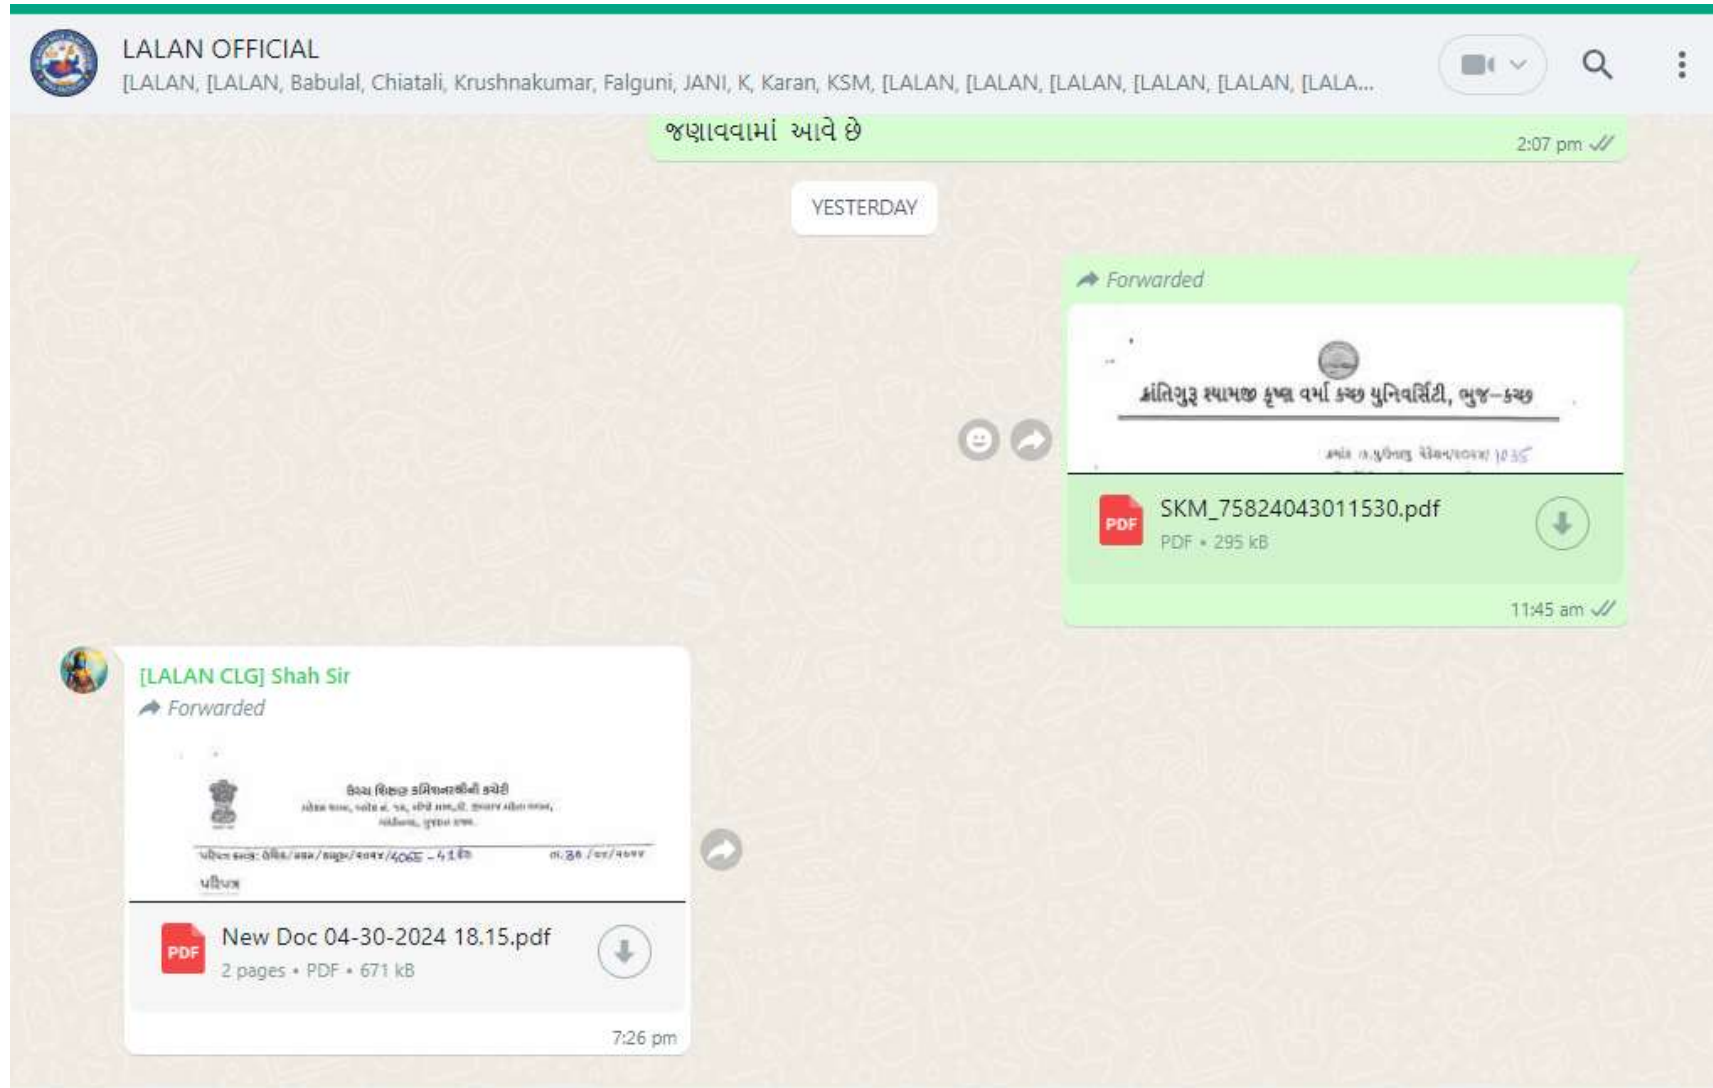 LALAN OFFICIAL
[LALAN, [LALAN, Babulal, Chiatali, Krushnakumar, Falguni, JANI, K, Karan, KSM, [LALAN, [LALAN, [LALAN, [LALAN, [LALAN, [LALA...
જણાવવામાં આવે છે
2:07 pm
YESTERDAY
Forwarded
ક્રાંતિગુરૂ શ્યામજી કૃષ્ણ વર્મા કચ્છ યુનિવર્સિટી, ભુજ–કચ્છ
1035
PDF
SKM_75824043011530.pdf
PDF • 295 kB
11:45 am
[LALAN CLG] Shah Sir
Forwarded
ઉચ્ચ શિક્ષણ કમિશનરશ્રીની કચેરી
પરિપત્ર
PDF
New Doc 04-30-2024 18.15.pdf
2 pages • PDF • 671 kB
7:26 pm